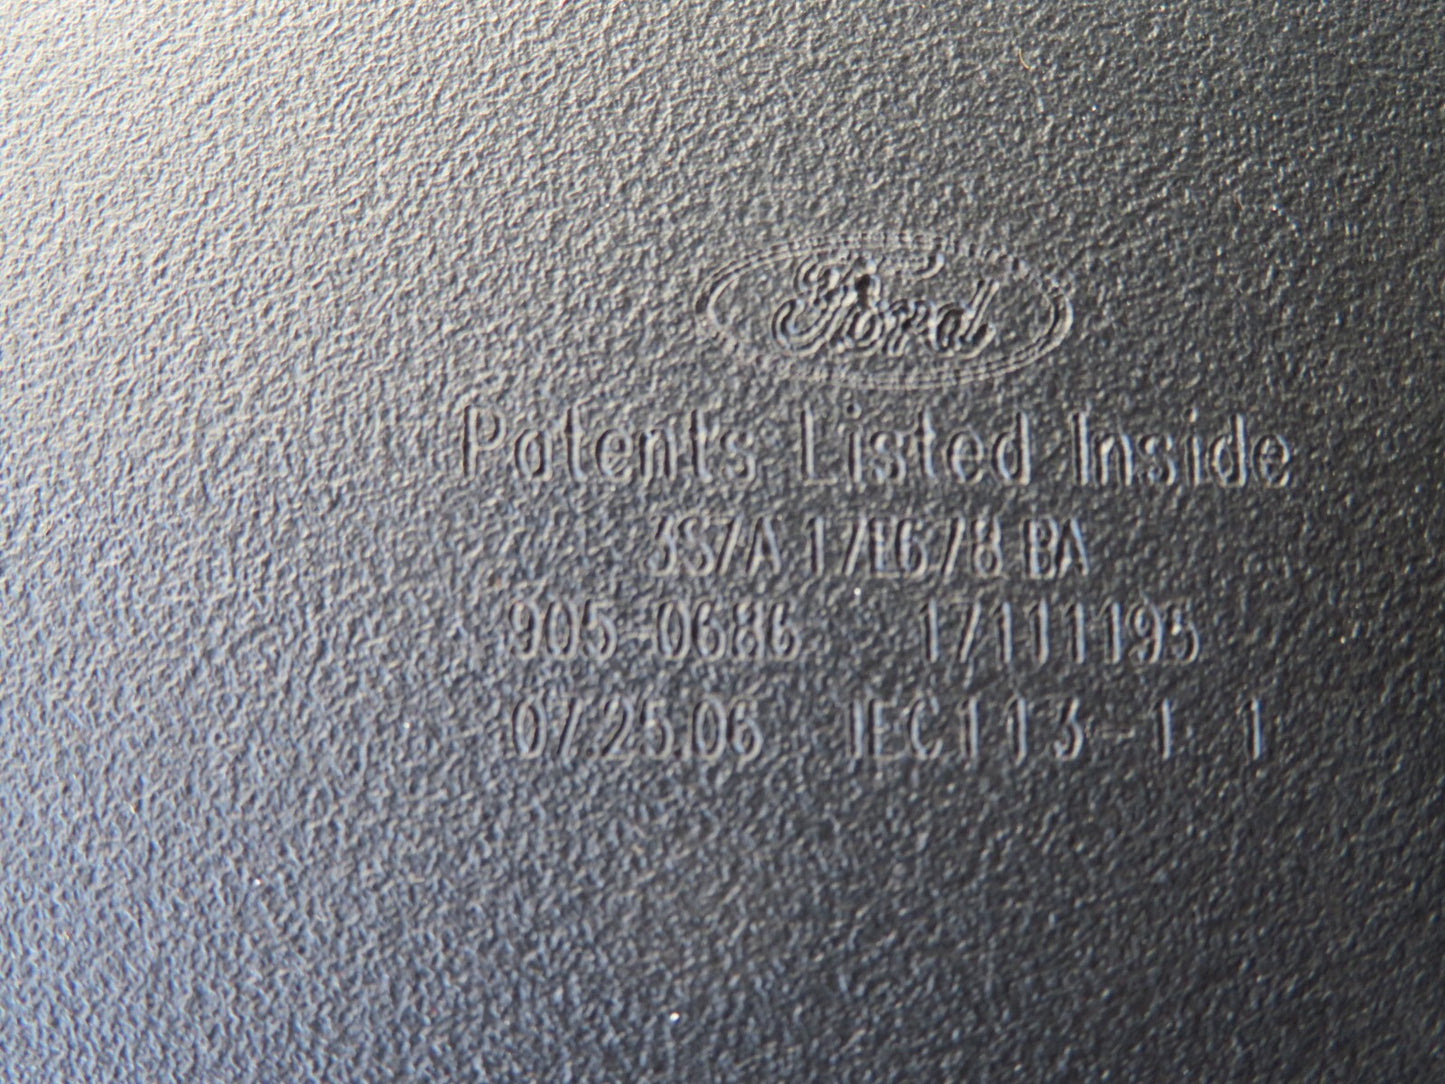 Ford
Patents Listed Inside
3S7A 17E678 BA
905-0686 17111195
07.25.06 IEC113-1 1